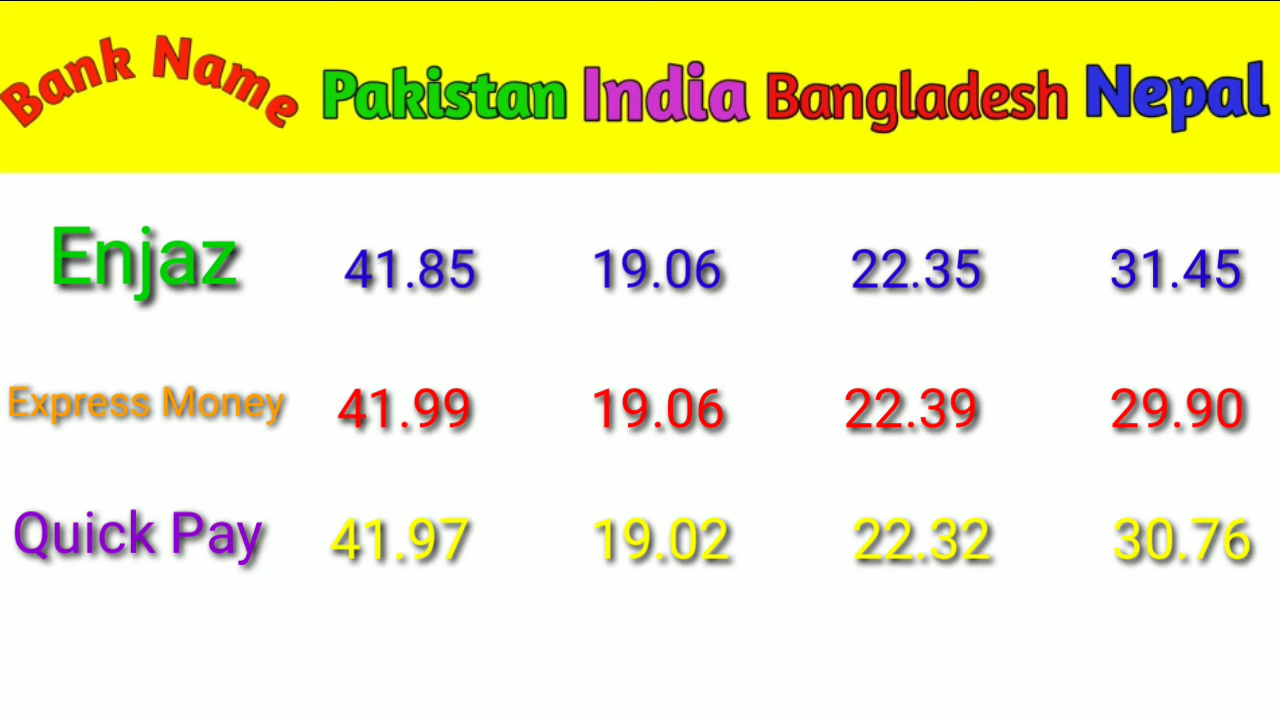 Bank Name Pakistan India Bangladesh Nepal
Enjaz 41.85 19.06 22.35 31.45
Express Money 41.99 19.06 22.39 29.90
Quick Pay 41.97 19.02 22.32 30.76